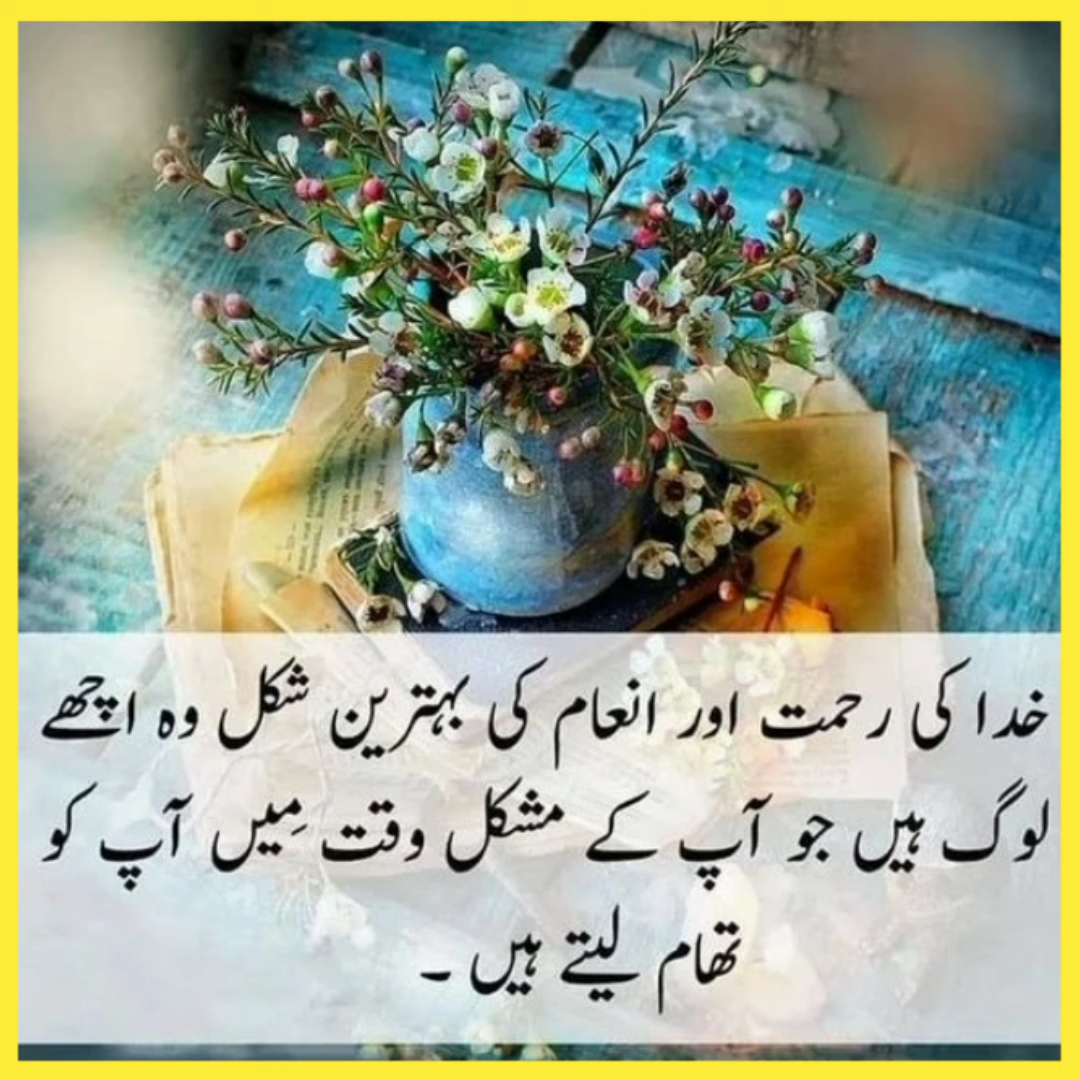 خدا کی رحمت اور انعام کی بہترین شکل وہ اچھے
لوگ ہیں جو آپ کے مشکل وقت مِیں آپ کو
تھام لیتے ہیں ۔